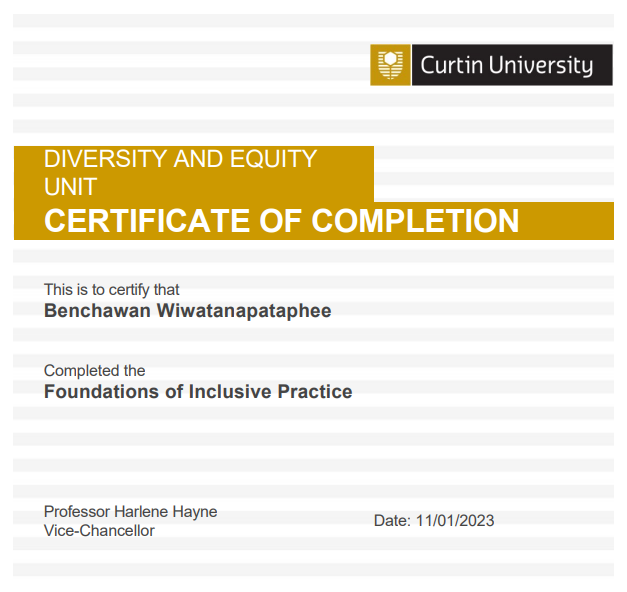 Curtin University
DIVERSITY AND EQUITY
UNIT
CERTIFICATE OF COMPLETION
This is to certify that
Benchawan Wiwatanapataphee
Completed the
Foundations of Inclusive Practice
Professor Harlene Hayne
Vice-Chancellor
Date: 11/01/2023